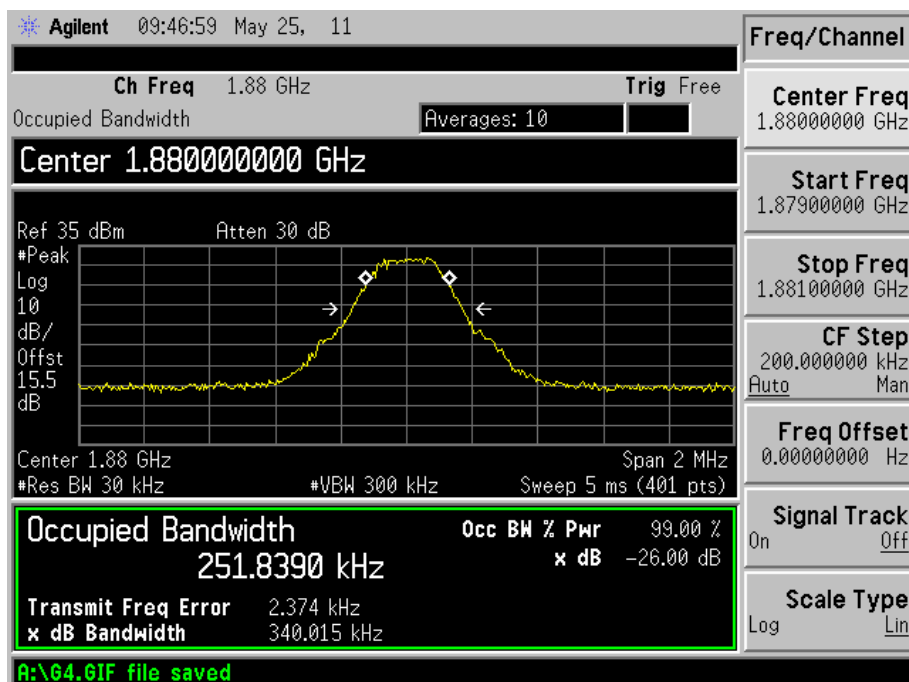 Agilent 09:46:59 May 25, 11
Freq/Channel
Ch Freq 1.88 GHz Trig Free
Occupied Bandwidth Averages: 10
Center 1.880000000 GHz
Ref 35 dBm Atten 30 dB
#Peak
Log
10
dB/
Offst
15.5
dB
Center 1.88 GHz Span 2 MHz
#Res BW 30 kHz #VBW 300 kHz Sweep 5 ms (401 pts)
Occupied Bandwidth Occ BW % Pwr 99.00 %
251.8390 kHz x dB -26.00 dB
Transmit Freq Error 2.374 kHz
x dB Bandwidth 340.015 kHz
A:\G4.GIF file saved
Center Freq
1.88000000 GHz
Start Freq
1.87900000 GHz
Stop Freq
1.88100000 GHz
CF Step
200.000000 kHz
Auto Man
Freq Offset
0.00000000 Hz
Signal Track
On Off
Scale Type
Log Lin